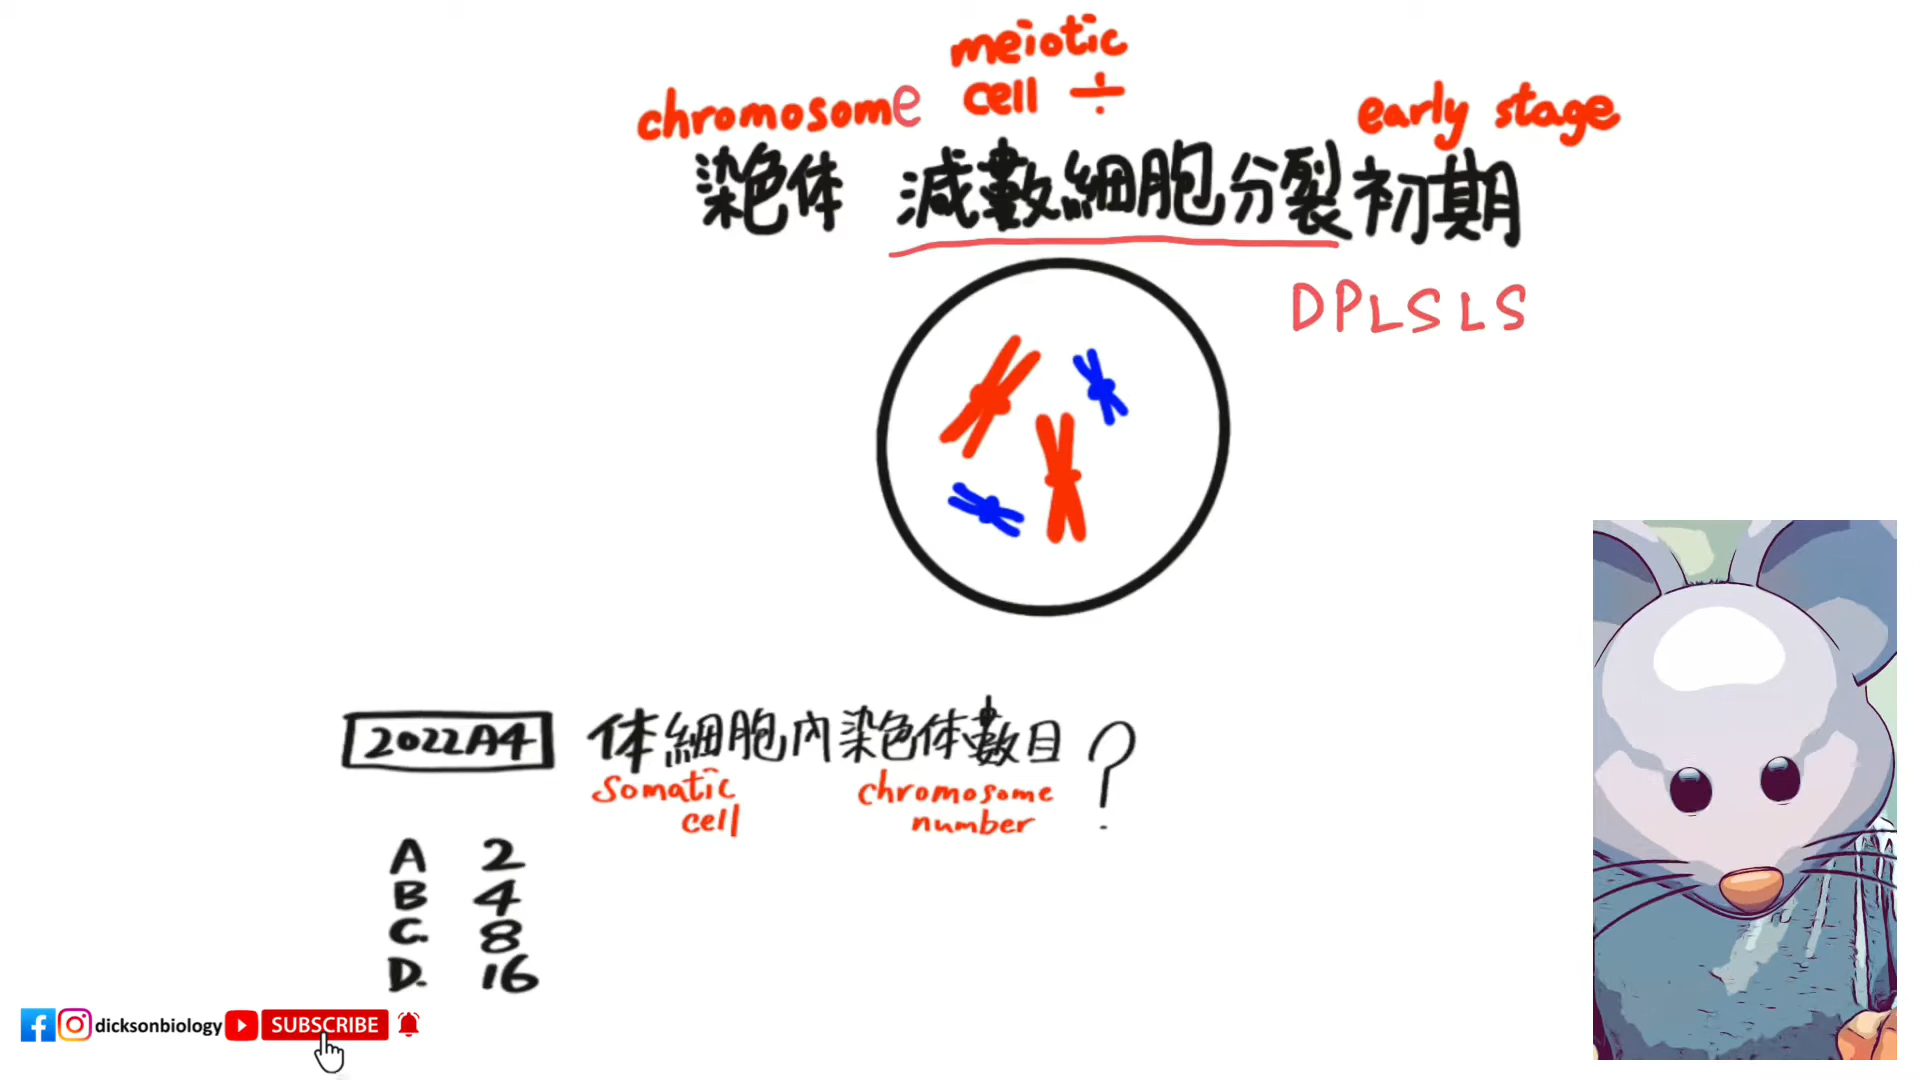 meiotic
chromosome cell ÷ early stage
染色体 減數細胞分裂初期
DPLSLS
2022A4 体細胞內染色体數目?
somatic cell chromosome number
A 2
B 4
C. 8
D. 16
dicksonbiology SUBSCRIBE